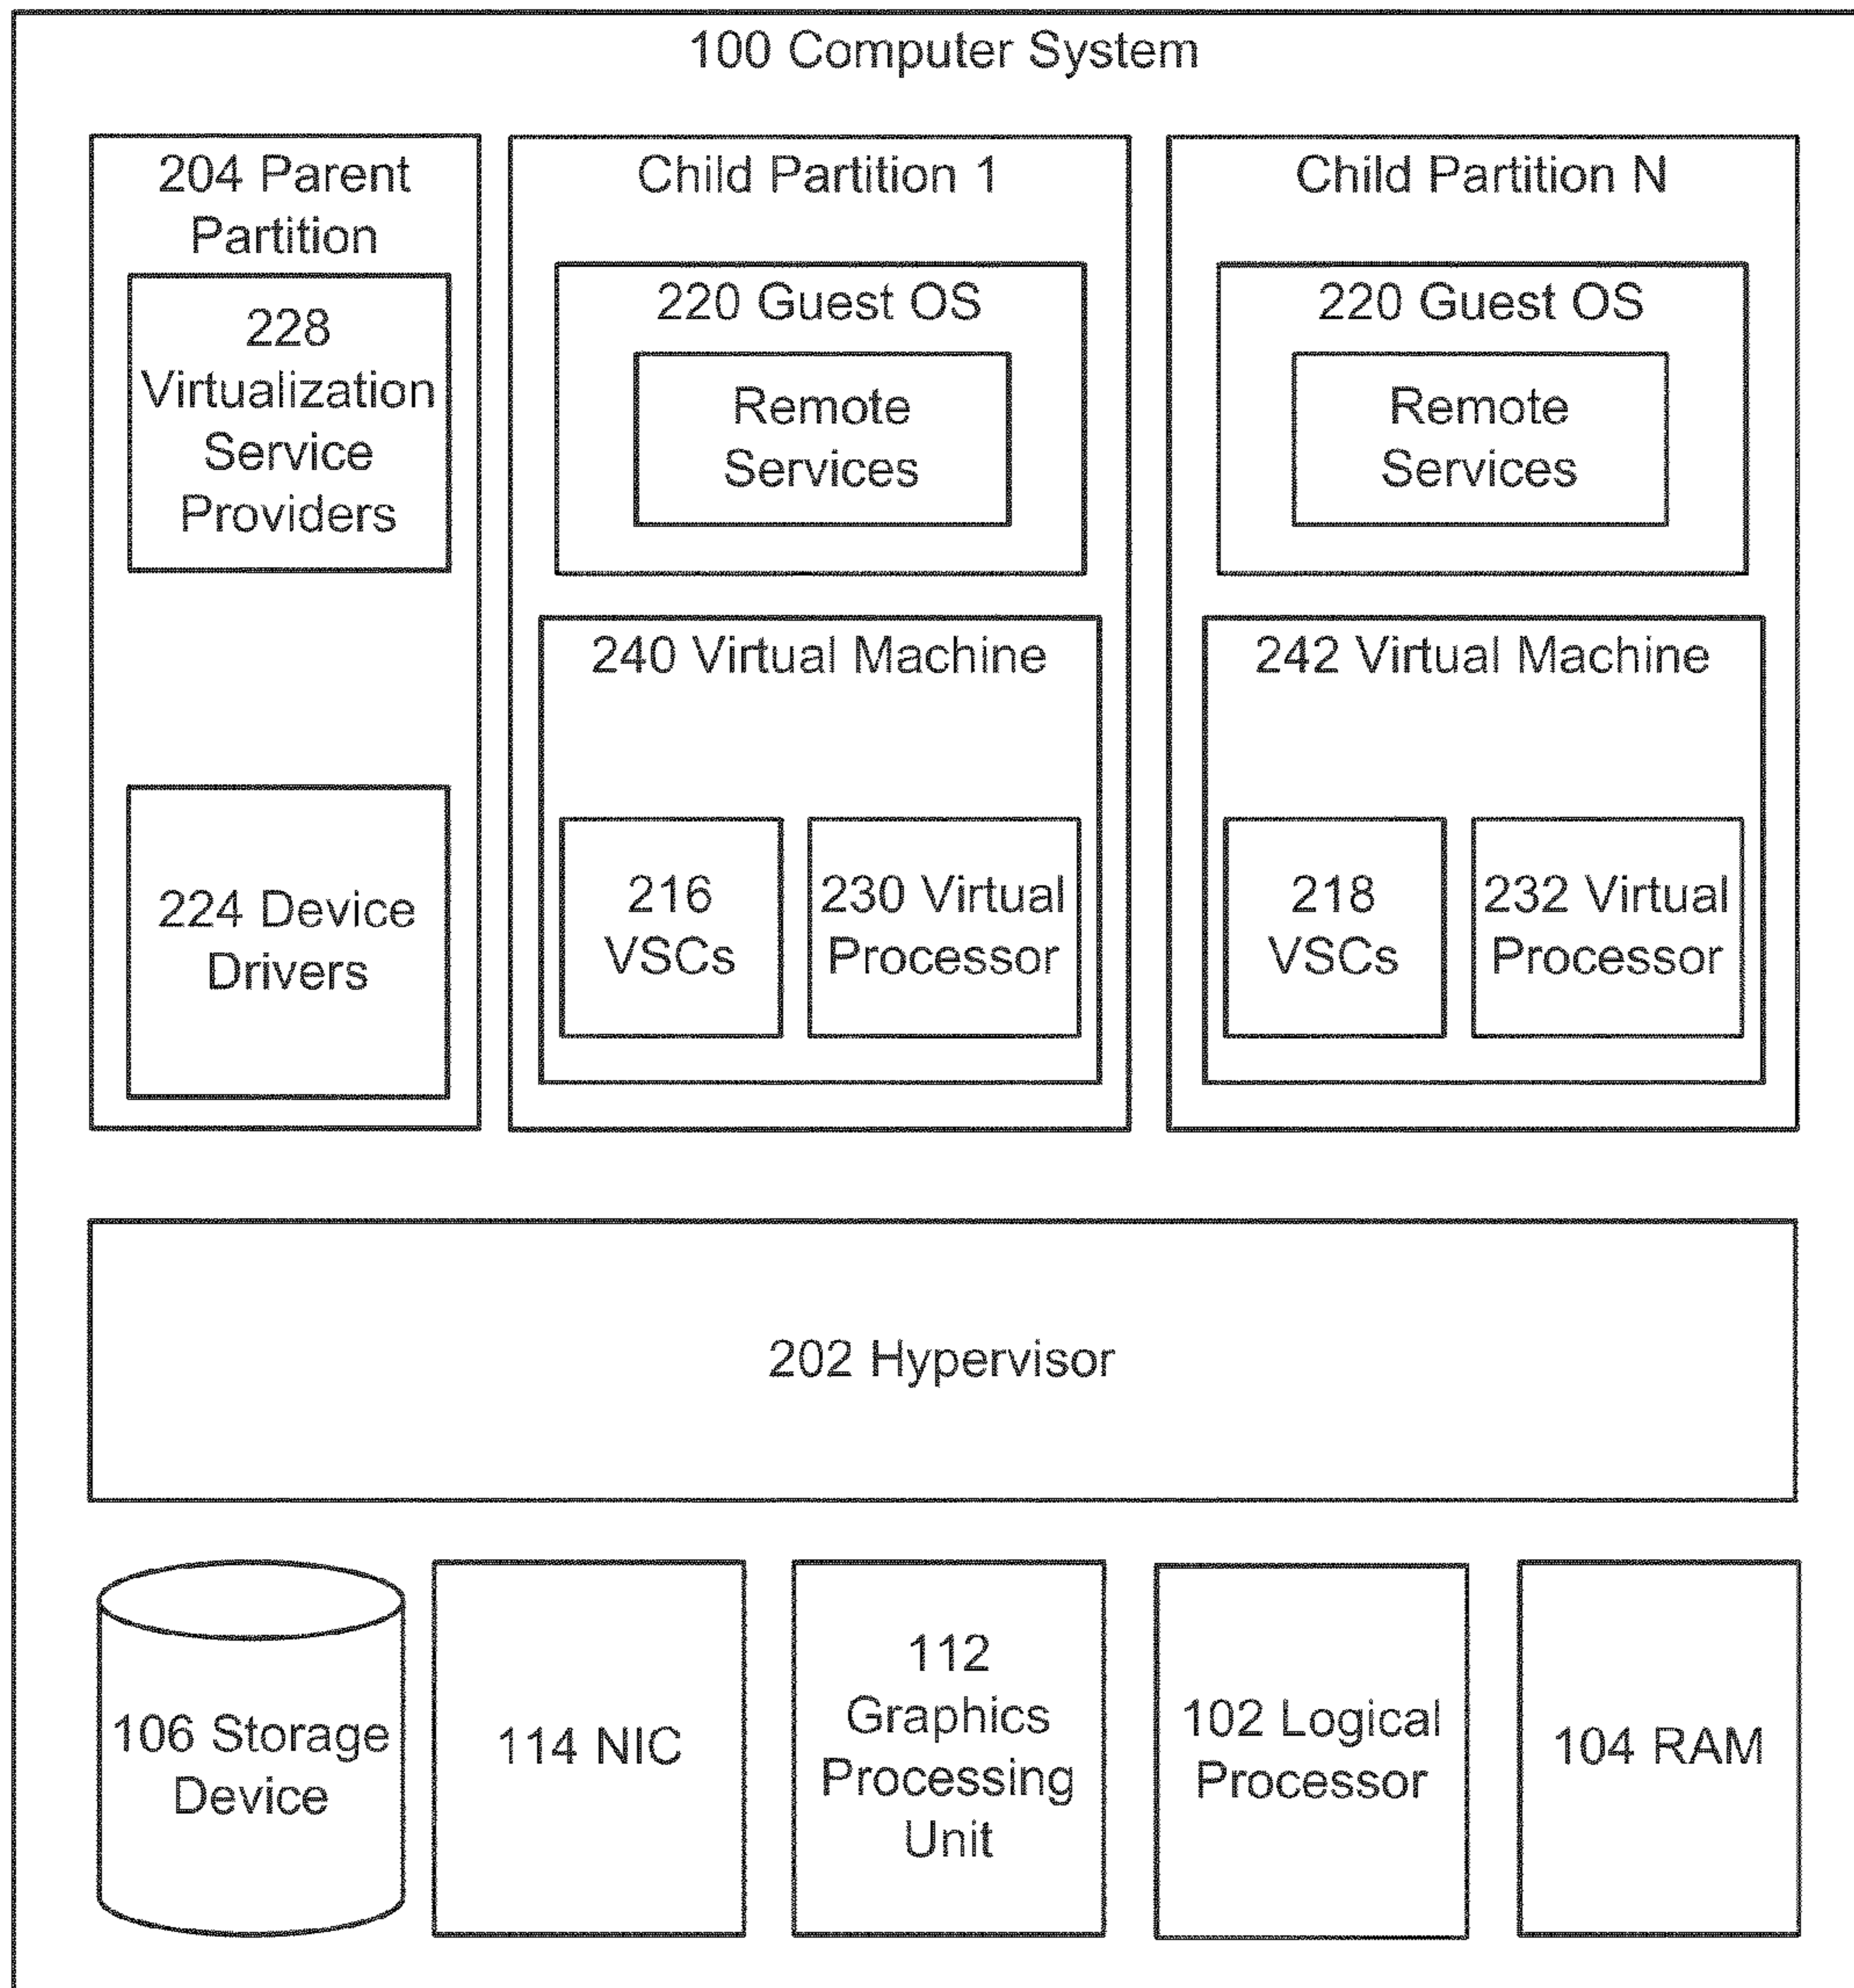 100 Computer System
204 Parent
Partition
228
Virtualization
Service
Providers
224 Device
Drivers
Child Partition 1
220 Guest OS
Remote
Services
240 Virtual Machine
216
VSCs
230 Virtual
Processor
Child Partition N
220 Guest OS
Remote
Services
242 Virtual Machine
218
VSCs
232 Virtual
Processor
202 Hypervisor
106 Storage
Device
114 NIC
112
Graphics
Processing
Unit
102 Logical
Processor
104 RAM